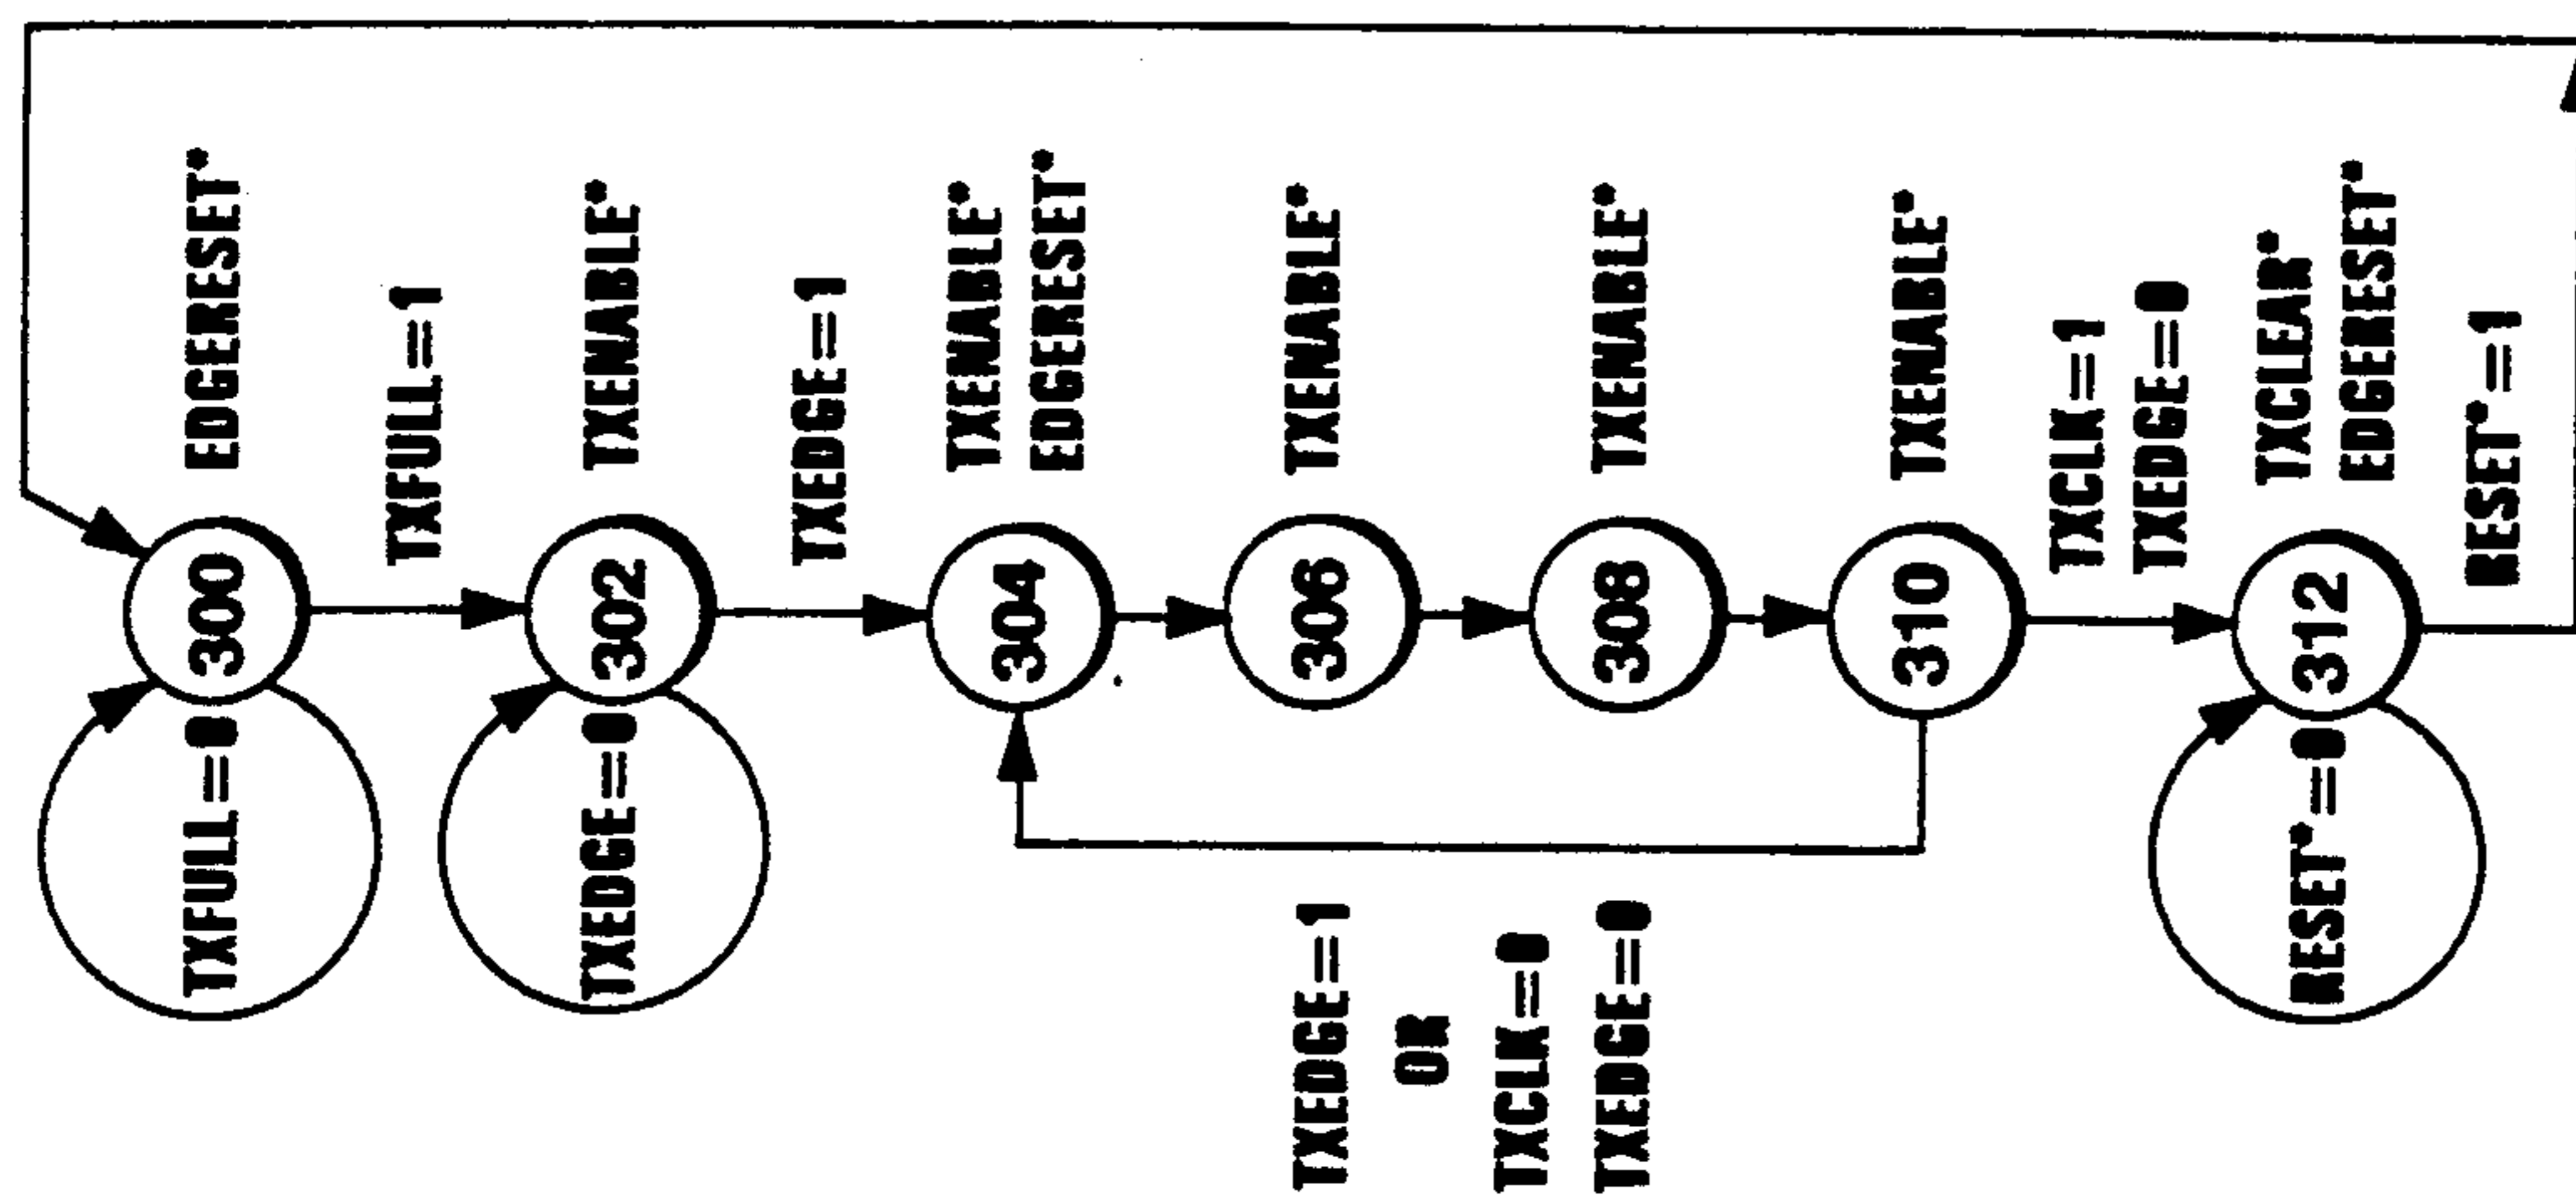 EDGERESET*
300
TXFULL=0
TXFULL=1
TXENABLE*
302
TXEDGE=0
TXEDGE=1
TXENABLE*
EDGERESET*
304
TXENABLE*
306
TXENABLE*
308
TXENABLE*
310
TXEDGE=1
OR
TXCLK=0
TXEDGE=0
TXCLK=1
TXEDGE=0
TXCLEAR*
EDGERESET*
312
RESET*=0
RESET*=1